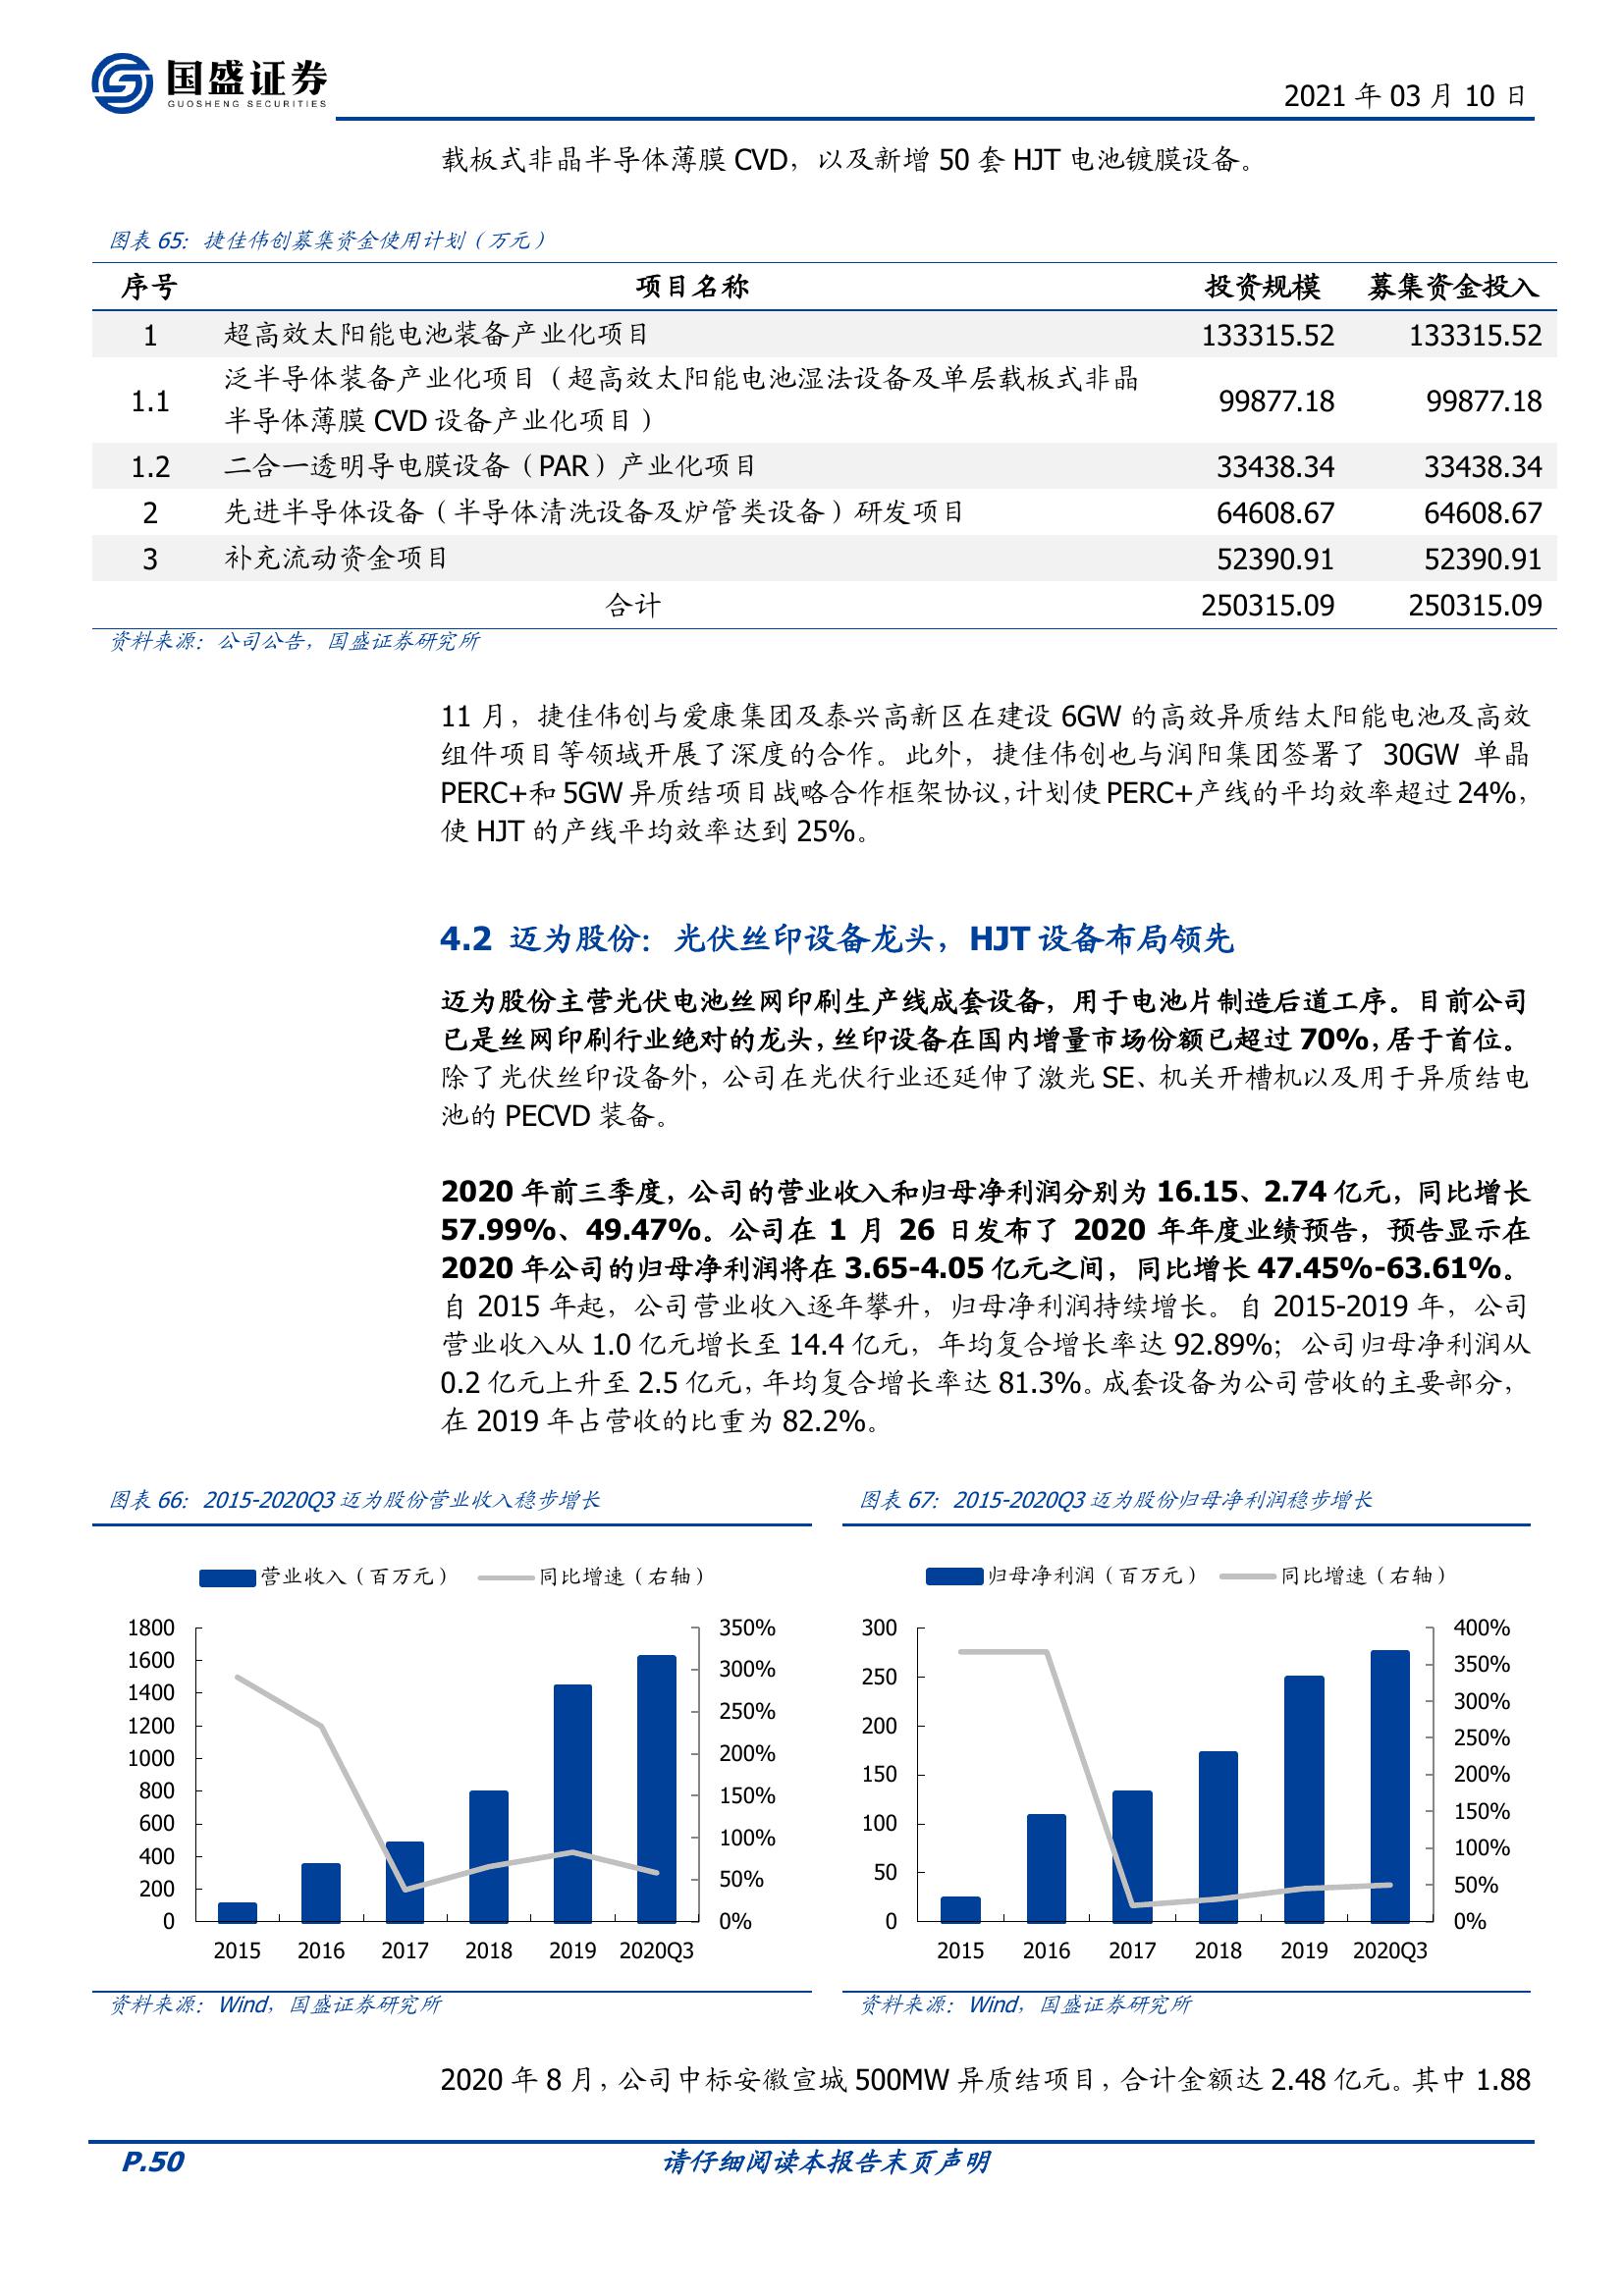 国盛证券
GUOSHENG SECURITIES
2021 年 03 月 10 日
载板式非晶半导体薄膜 CVD，以及新增 50 套 HJT 电池镀膜设备。
图表 65：捷佳伟创募集资金使用计划（万元）
序号 项目名称 投资规模 募集资金投入
1 超高效太阳能电池装备产业化项目 133315.52 133315.52
1.1 泛半导体装备产业化项目（超高效太阳能电池湿法设备及单层载板式非晶
半导体薄膜 CVD 设备产业化项目） 99877.18 99877.18
1.2 二合一透明导电膜设备（PAR）产业化项目 33438.34 33438.34
2 先进半导体设备（半导体清洗设备及炉管类设备）研发项目 64608.67 64608.67
3 补充流动资金项目 52390.91 52390.91
合计 250315.09 250315.09
资料来源：公司公告，国盛证券研究所
11 月，捷佳伟创与爱康集团及泰兴高新区在建设 6GW 的高效异质结太阳能电池及高效
组件项目等领域开展了深度的合作。此外，捷佳伟创也与润阳集团签署了 30GW 单晶
PERC+和 5GW 异质结项目战略合作框架协议，计划使 PERC+产线的平均效率超过 24%，
使 HJT 的产线平均效率达到 25%。
4.2 迈为股份：光伏丝印设备龙头，HJT 设备布局领先
迈为股份主营光伏电池丝网印刷生产线成套设备，用于电池片制造后道工序。目前公司
已是丝网印刷行业绝对的龙头，丝印设备在国内增量市场份额已超过 70%，居于首位。
除了光伏丝印设备外，公司在光伏行业还延伸了激光 SE、机关开槽机以及用于异质结电
池的 PECVD 装备。
2020 年前三季度，公司的营业收入和归母净利润分别为 16.15、2.74 亿元，同比增长
57.99%、49.47%。公司在 1 月 26 日发布了 2020 年年度业绩预告，预告显示在
2020 年公司的归母净利润将在 3.65-4.05 亿元之间，同比增长 47.45%-63.61%。
自 2015 年起，公司营业收入逐年攀升，归母净利润持续增长。自 2015-2019 年，公司
营业收入从 1.0 亿元增长至 14.4 亿元，年均复合增长率达 92.89%；公司归母净利润从
0.2 亿元上升至 2.5 亿元，年均复合增长率达 81.3%。成套设备为公司营收的主要部分，
在 2019 年占营收的比重为 82.2%。
图表 66：2015-2020Q3 迈为股份营业收入稳步增长
营业收入（百万元） 同比增速（右轴）
1800 350%
1600 300%
1400 250%
1200 200%
1000 150%
800 100%
600 50%
400 0%
200
0
2015 2016 2017 2018 2019 2020Q3
资料来源：Wind，国盛证券研究所
图表 67：2015-2020Q3 迈为股份归母净利润稳步增长
归母净利润（百万元） 同比增速（右轴）
300 400%
250 350%
200 300%
150 250%
100 200%
50 150%
0 100%
50%
0%
2015 2016 2017 2018 2019 2020Q3
资料来源：Wind，国盛证券研究所
2020 年 8 月，公司中标安徽宣城 500MW 异质结项目，合计金额达 2.48 亿元。其中 1.88
P.50 请仔细阅读本报告末页声明